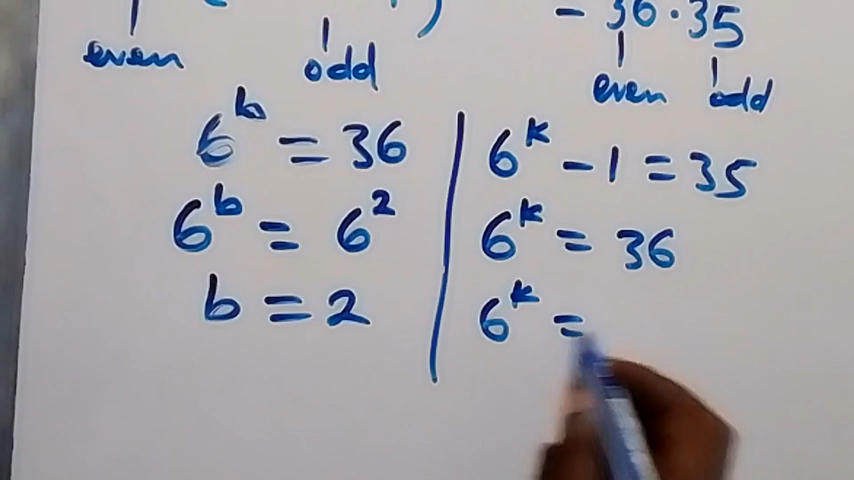 = 36 · 35
even odd even odd
6^b = 36 6^k - 1 = 35
6^b = 6^2 6^k = 36
b = 2 6^k =